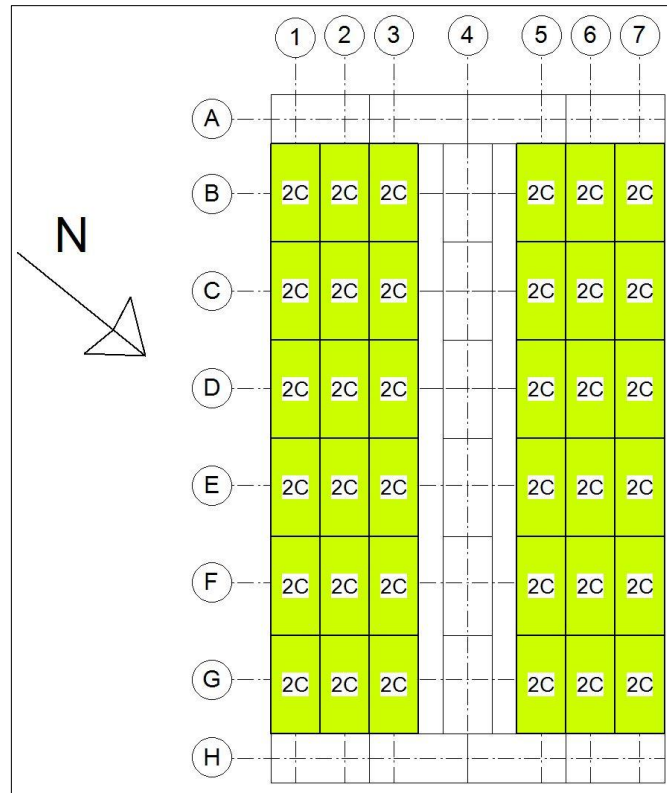 1 2 3 4 5 6 7
A
B 2C 2C 2C 2C 2C 2C
N
C 2C 2C 2C 2C 2C 2C
D 2C 2C 2C 2C 2C 2C
E 2C 2C 2C 2C 2C 2C
F 2C 2C 2C 2C 2C 2C
G 2C 2C 2C 2C 2C 2C
H